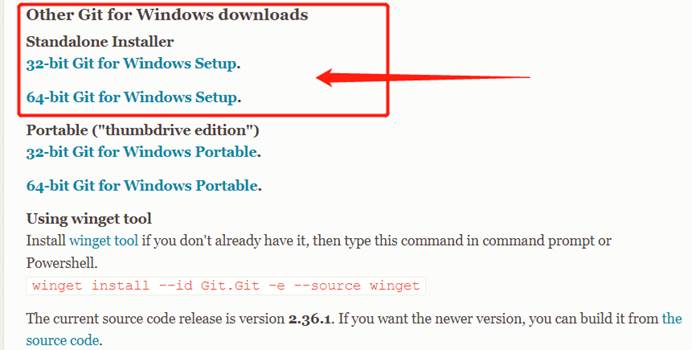 Other Git for Windows downloads
Standalone Installer
32-bit Git for Windows Setup.
64-bit Git for Windows Setup.
Portable ("thumbdrive edition")
32-bit Git for Windows Portable.
64-bit Git for Windows Portable.
Using winget tool
Install winget tool if you don't already have it, then type this command in command prompt or
Powershell.
winget install --id Git.Git -e --source winget
The current source code release is version 2.36.1. If you want the newer version, you can build it from the
source code.